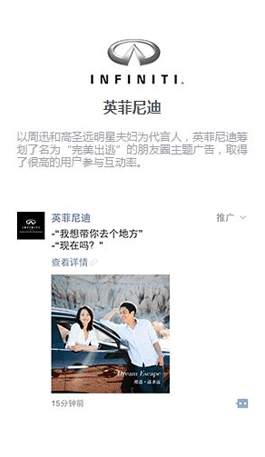 INFINITI®
英菲尼迪
以周迅和高圣远明星夫妇为代言人，英菲尼迪筹
划了名为“完美出逃”的朋友圈主题广告，取得
了很高的用户参与互动率。
英菲尼迪
推广
-“我想带你去个地方”
-“现在吗？”
查看详情
Dream Escape
周迅·高圣远
15分钟前